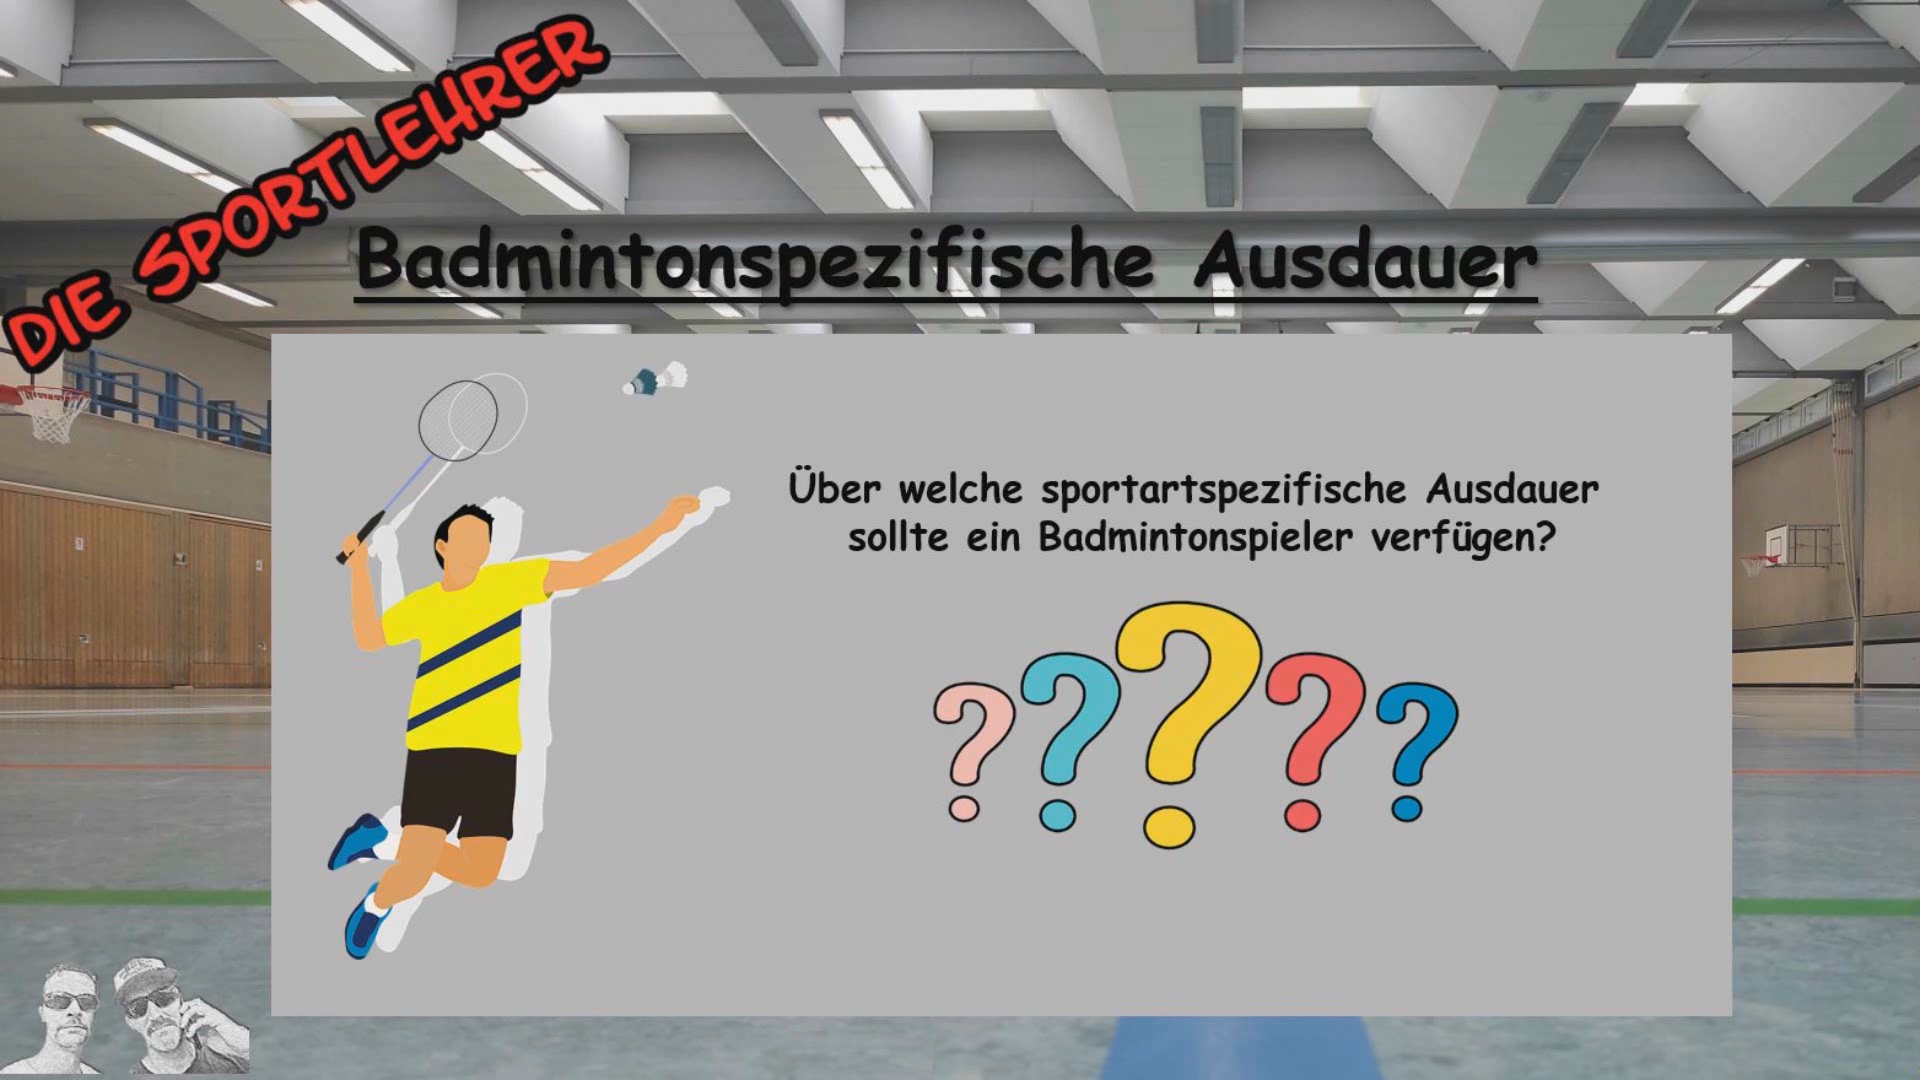 DIE SPORTLEHRER
Badmintonspezifische Ausdauer
Über welche sportartspezifische Ausdauer
sollte ein Badmintonspieler verfügen?
? ? ? ? ?